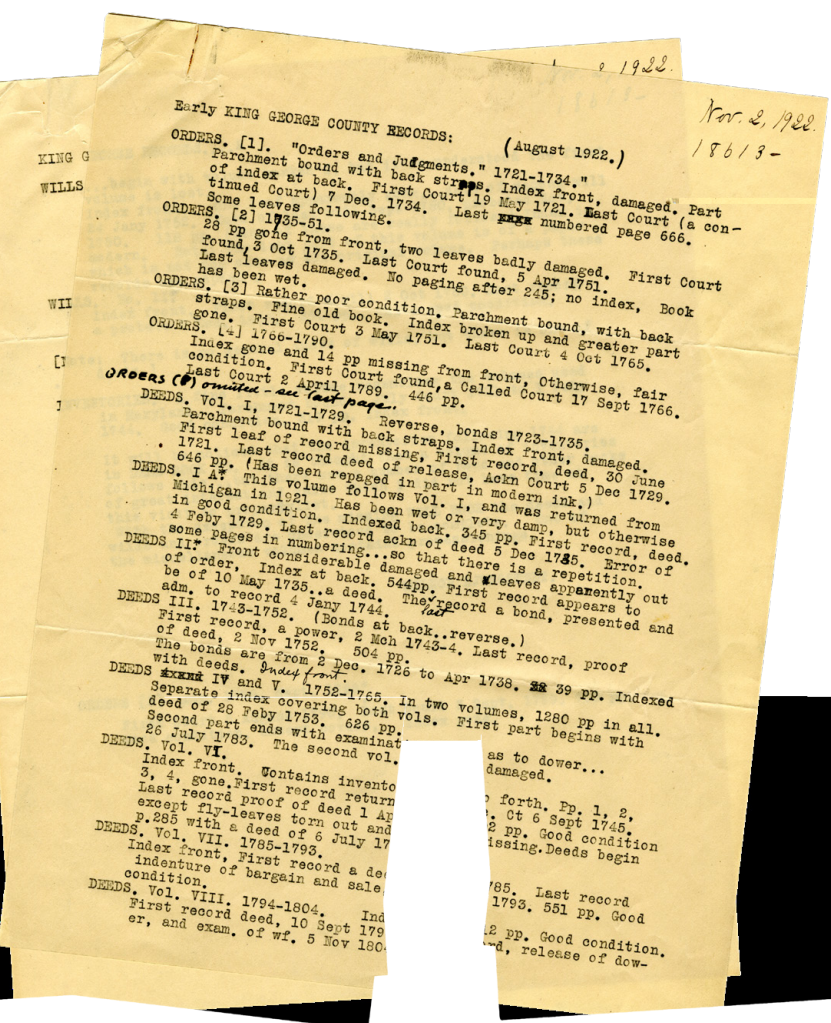 2 1922.
Nov. 2, 1922.
18613-
KING G
WILLS
WII
Early KING GEORGE COUNTY RECORDS:
(August 1922.)
ORDERS. [1]. "Orders and Judgments." 1721-1734."
Parchment bound with back straps. Index front, damaged. Part
of index at back. First Court 19 May 1721. Last Court (a con-
tinued Court) 7 Dec. 1734. Last numbered page 666.
Some leaves following.
ORDERS. [2] 1735-51.
28 pp gone from front, two leaves badly damaged. First Court
found, 3 Oct 1735. Last Court found, 5 Apr 1751.
Last leaves damaged. No paging after 245; no index, Book
has been wet.
ORDERS. [3] Rather poor condition. Parchment bound, with back
straps. Fine old book. Index broken up and greater part
gone. First Court 3 May 1751. Last Court 4 Oct 1765.
ORDERS. [4] 1766-1790.
Index gone and 14 pp missing from front, Otherwise, fair
condition. First Court found, a Called Court 17 Sept 1766.
Last Court 2 April 1789. 446 pp.
ORDERS omitted - see last page.
DEEDS. Vol. I, 1721-1729. Reverse, bonds 1723-1735.
Parchment bound with back straps. Index front, damaged.
First leaf of record missing, First record, deed, 30 June
1721. Last record deed of release, Ackn Court 5 Dec 1729.
646 pp. (Has been repaged in part in modern ink.)
DEEDS. I A. This volume follows Vol. I, and was returned from
Michigan in 1921. Has been wet or very damp, but otherwise
in good condition. Indexed back. 345 pp. First record, deed.
4 Feby 1729. Last record ackn of deed 5 Dec 1735. Error of
some pages in numbering...so that there is a repetition.
DEEDS II. Front considerable damaged and leaves apparently out
of order, Index at back. 544pp. First record appears to
be of 10 May 1735..a deed. The last record a bond, presented and
adm. to record 4 Jany 1744.
DEEDS III. 1743-1752. (Bonds at back..reverse.)
First record, a power, 2 Mch 1743-4. Last record, proof
of deed, 2 Nov 1752. 504 pp.
The bonds are from 2 Dec. 1726 to Apr 1738. 39 pp. Indexed
with deeds. Index front.
DEEDS IV and V. 1752-1765. In two volumes, 1280 pp in all.
Separate index covering both vols. First part begins with
deed of 28 Feby 1753. 626 pp.
Second part ends with examinat as to dower...
26 July 1783. The second vol. damaged.
DEEDS. Vol. VI.
Index front. Contains invento forth. Pp. 1, 2,
3, 4, gone.First record return Ct 6 Sept 1745.
Last record proof of deed 1 Ap 2 pp. Good condition
except fly-leaves torn out and issing.Deeds begin
p.285 with a deed of 6 July 17
DEEDS. Vol. VII. 1785-1793.
Index front, First record a dee 785. Last record
indenture of bargain and sale, 1793. 551 pp. Good
condition.
DEEDS. Vol. VIII. 1794-1804. Ind 2 pp. Good condition.
First record deed, 10 Sept 179 rd, release of dow-
er, and exam. of wf. 5 Nov 180